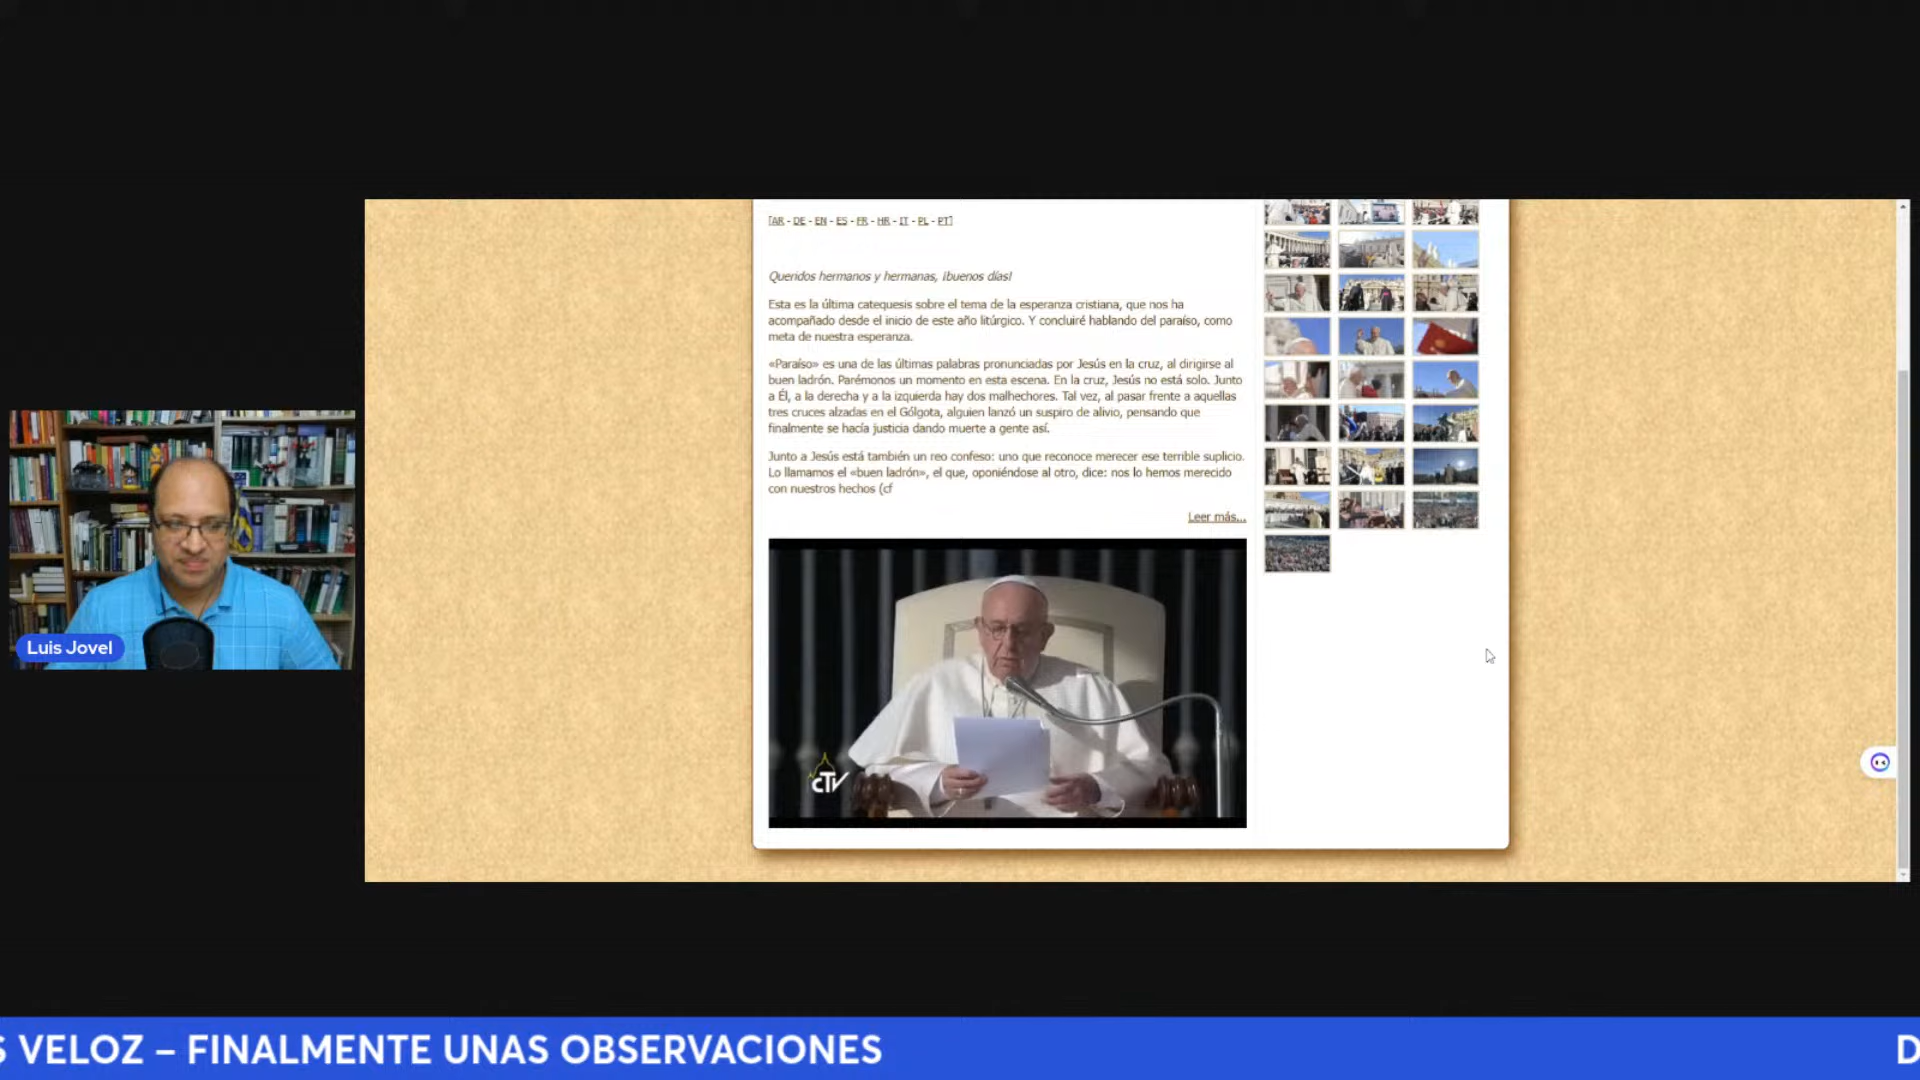 [AR - DE - EN - ES - FR - HR - IT - PL - PT]
Queridos hermanos y hermanas, ¡buenos días!
Esta es la última catequesis sobre el tema de la esperanza cristiana, que nos ha
acompañado desde el inicio de este año litúrgico. Y concluiré hablando del paraíso, como
meta de nuestra esperanza.
«Paraíso» es una de las últimas palabras pronunciadas por Jesús en la cruz, al dirigirse al
buen ladrón. Parémonos un momento en esta escena. En la cruz, Jesús no está solo. Junto
a Él, a la derecha y a la izquierda hay dos malhechores. Tal vez, al pasar frente a aquellas
tres cruces alzadas en el Gólgota, alguien lanzó un suspiro de alivio, pensando que
finalmente se hacía justicia dando muerte a gente así.
Junto a Jesús está también un reo confeso: uno que reconoce merecer ese terrible suplicio.
Lo llamamos el «buen ladrón», el que, oponiéndose al otro, dice: nos lo hemos merecido
con nuestros hechos (cf
Leer más...
CTV
Luis Jovel
S VELOZ – FINALMENTE UNAS OBSERVACIONES
D